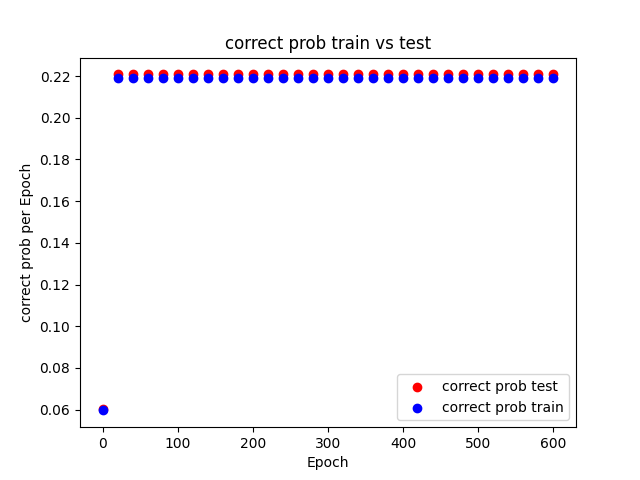 correct prob train vs test
correct prob per Epoch
0.22
0.20
0.18
0.16
0.14
0.12
0.10
0.08
0.06
correct prob test
correct prob train
0 100 200 300 400 500 600
Epoch